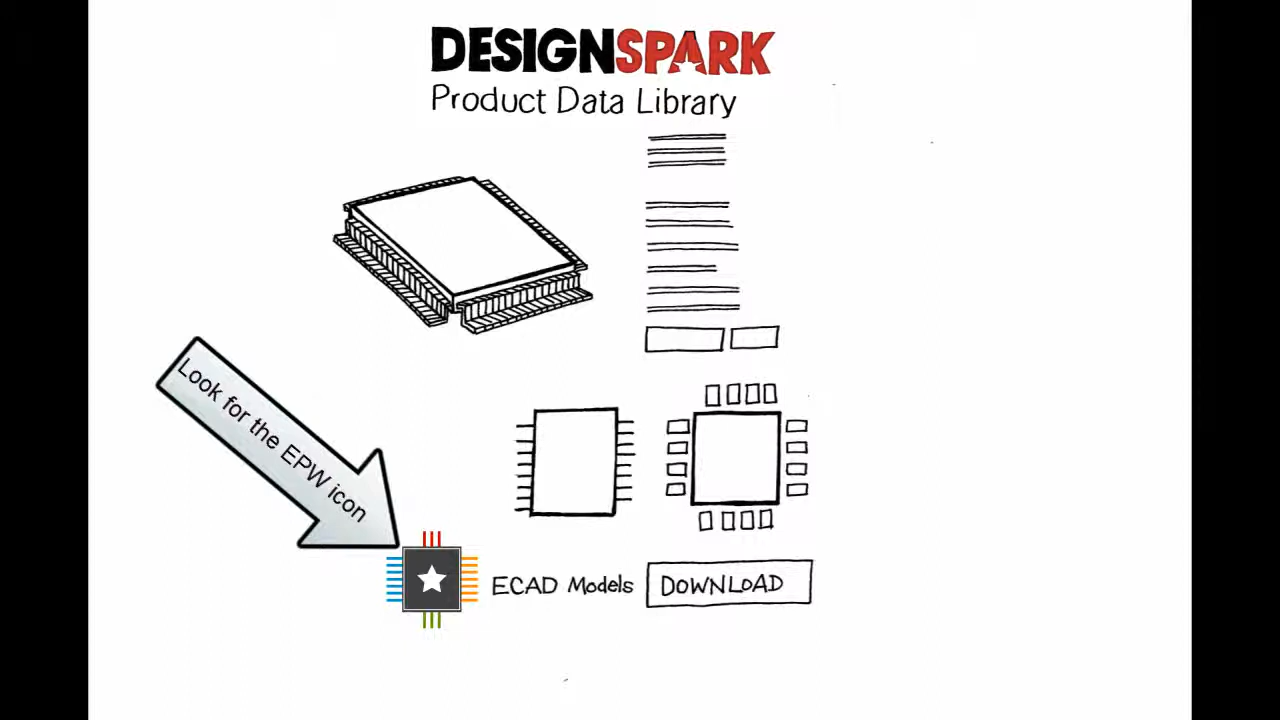 DESIGNSPARK
Product Data Library
Look for the EPW icon
ECAD Models
DOWNLOAD